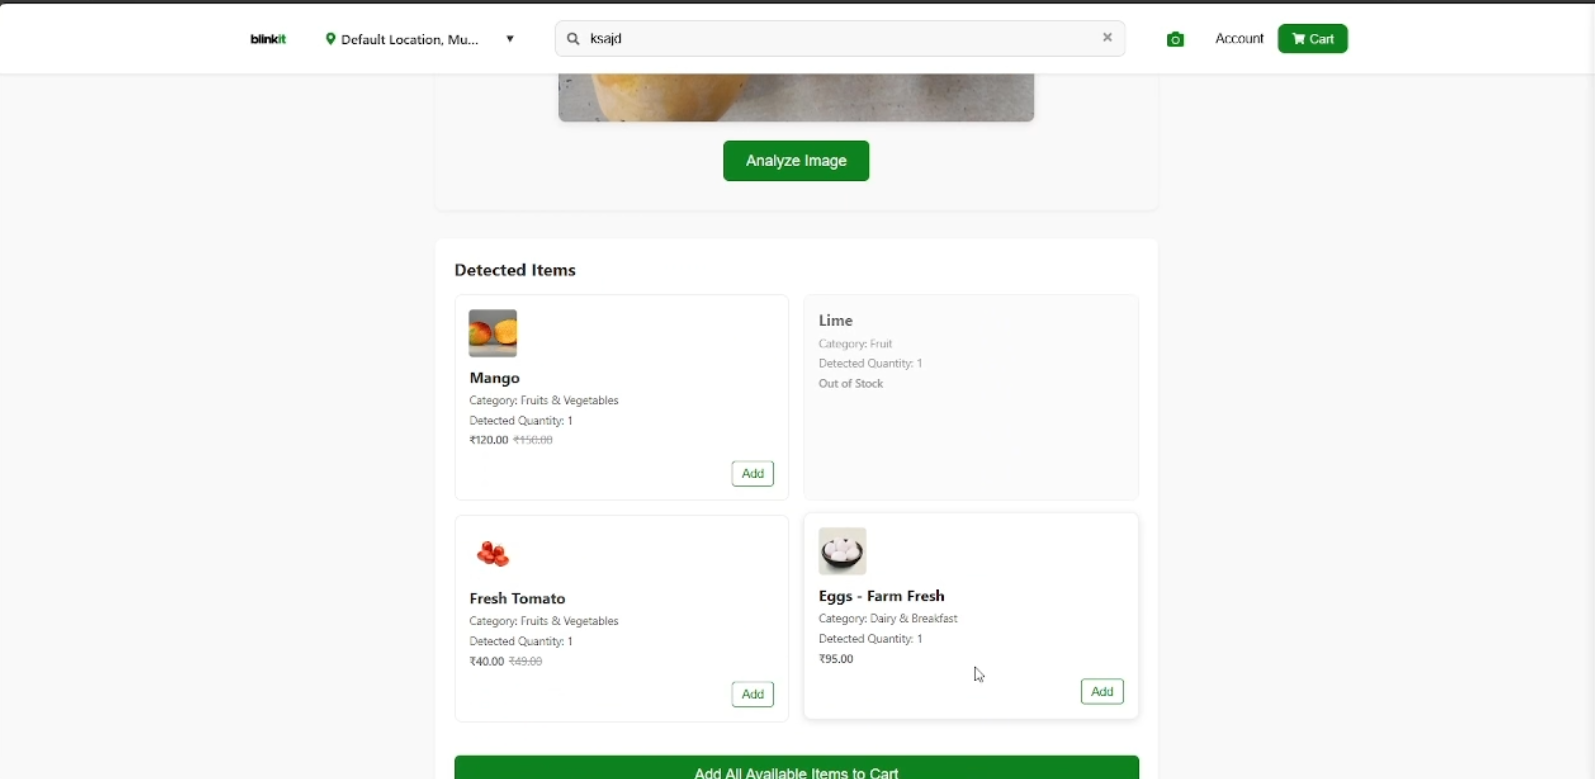 blinkit Default Location, Mu... ▼ ksajd × Account Cart
Analyze Image
Detected Items
Mango
Category: Fruits & Vegetables
Detected Quantity: 1
₹120.00 ₹150.00
Add
Lime
Category: Fruit
Detected Quantity: 1
Out of Stock
Fresh Tomato
Category: Fruits & Vegetables
Detected Quantity: 1
₹40.00 ₹49.00
Add
Eggs - Farm Fresh
Category: Dairy & Breakfast
Detected Quantity: 1
₹95.00
Add
Add All Available Items to Cart